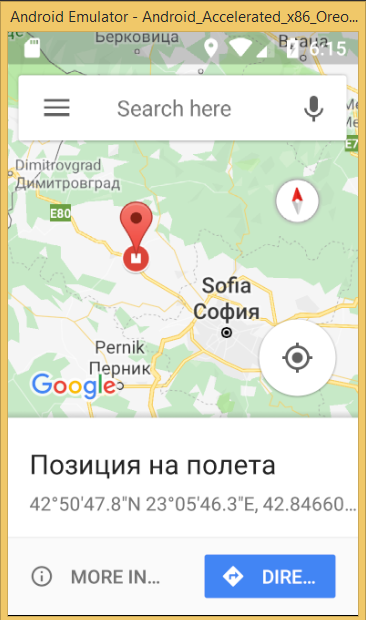 Android Emulator - Android_Accelerated_x86_Oreo...
Берковица
Враца
6:15
Search here
Dimitrovgrad
Димитровград
E80
Sofia
София
Pernik
Перник
Google
Позиция на полета
42°50'47.8"N 23°05'46.3"E, 42.84660...
MORE IN...
DIRE...